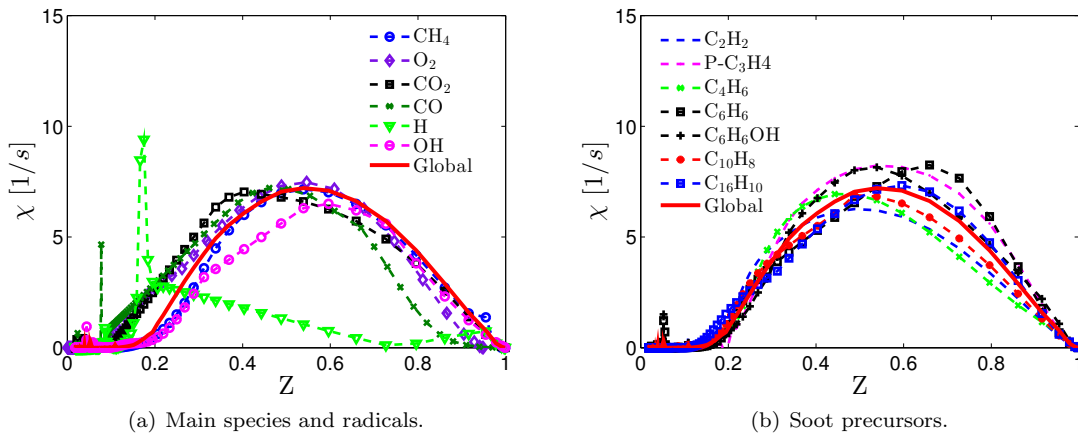 15
10
5
0
χ [1/s]
0
0.2
0.4
0.6
0.8
1
Z
CH₄
O₂
CO₂
CO
H
OH
Global
(a) Main species and radicals.
15
10
5
0
χ [1/s]
0
0.2
0.4
0.6
0.8
1
Z
C₂H₂
P-C₃H4
C₄H₆
C₆H₆
C₆H₆OH
C₁₀H₈
C₁₆H₁₀
Global
(b) Soot precursors.